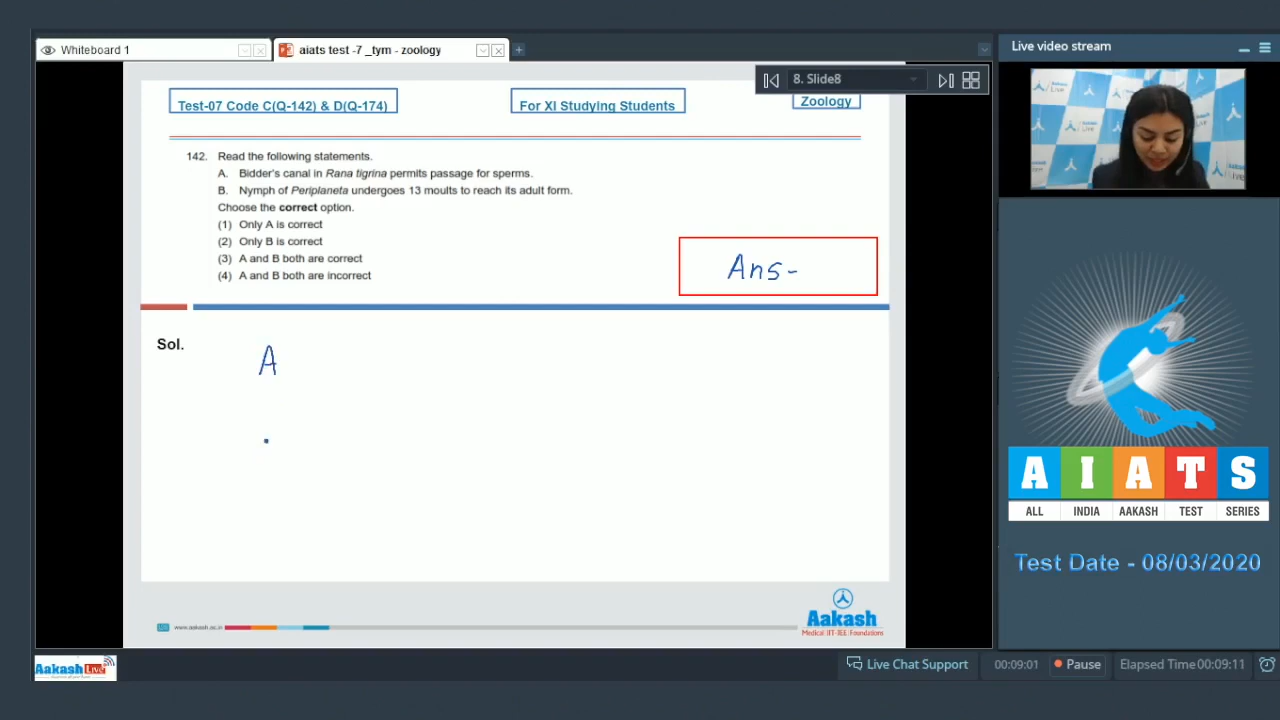 Whiteboard 1
aiats test -7 _tym - zoology
Live video stream
8. Slide8
Test-07 Code C(Q-142) & D(Q-174)
For XI Studying Students
Zoology
142. Read the following statements.
A. Bidder's canal in Rana tigrina permits passage for sperms.
B. Nymph of Periplaneta undergoes 13 moults to reach its adult form.
Choose the correct option.
(1) Only A is correct
(2) Only B is correct
(3) A and B both are correct
(4) A and B both are incorrect
Ans-
Sol.
A
A I A T S
ALL INDIA AAKASH TEST SERIES
Test Date - 08/03/2020
www.aakash.ac.in
Aakash
Medical|IIT-JEE|Foundations
Aakash Live
Live Chat Support
00:09:01
Pause
Elapsed Time 00:09:11